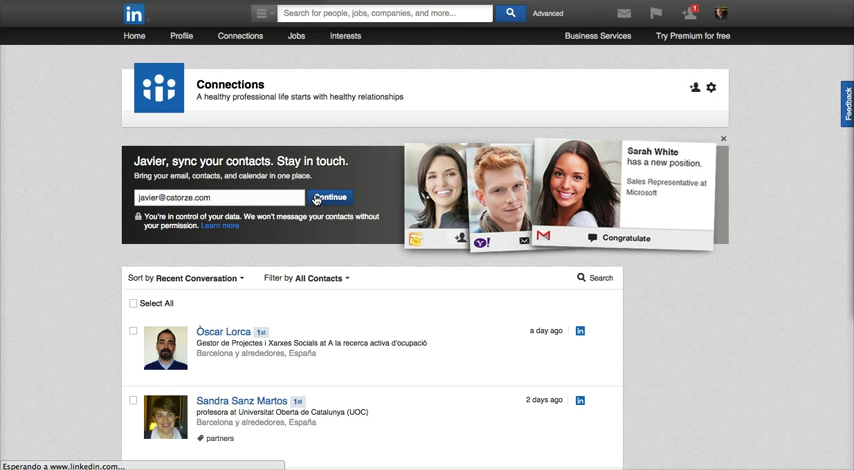 in
Search for people, jobs, companies, and more...
Advanced
1
Home Profile Connections Jobs Interests Business Services Try Premium for free
Feedback
Connections
A healthy professional life starts with healthy relationships
Javier, sync your contacts. Stay in touch.
Bring your email, contacts, and calendar in one place.
javier@catorze.com Continue
You're in control of your data. We won't message your contacts without
your permission. Learn more
Sarah White
has a new position.
Sales Representative at
Microsoft
Y!
Congratulate
Sort by Recent Conversation Filter by All Contacts Search
Select All
Òscar Lorca 1st a day ago in
Gestor de Projectes i Xarxes Socials at A la recerca activa d'ocupació
Barcelona y alrededores, España
Sandra Sanz Martos 1st 2 days ago in
profesora at Universitat Oberta de Catalunya (UOC)
Barcelona y alrededores, España
partners
Esperando a www.linkedin.com...